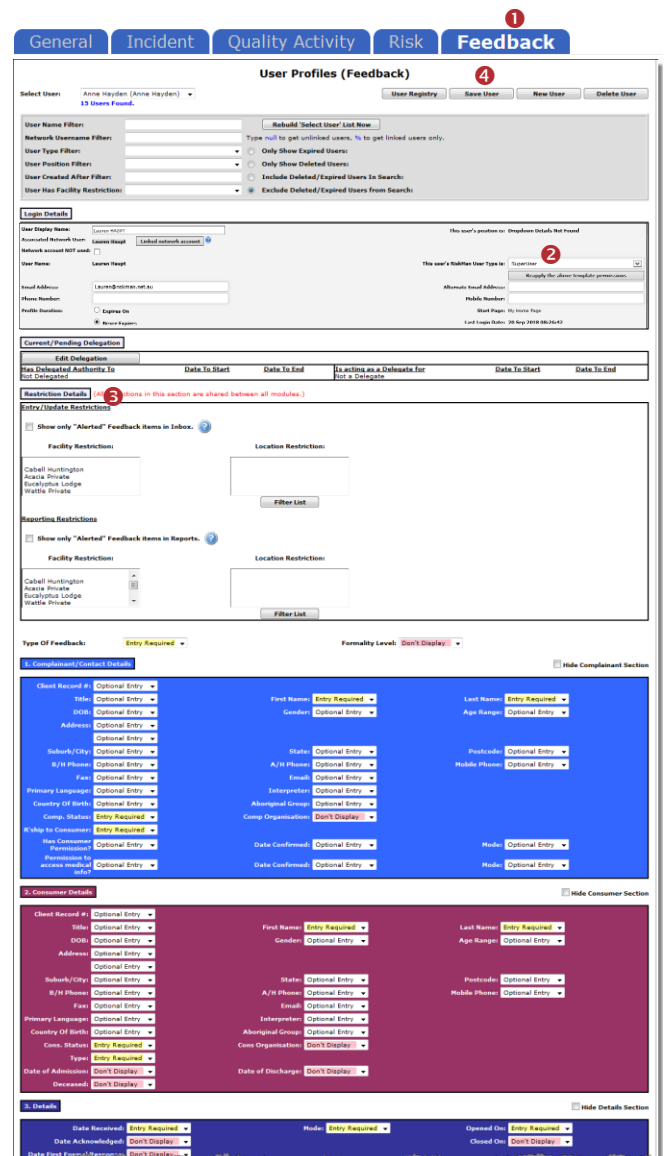 1
General Incident Quality Activity Risk Feedback
User Profiles (Feedback)
4
Select User: Anne Hayden (Anne Hayden) User Registry Save User New User Delete User
15 Users Found.
User Name Filter: Rebuild 'Select User' List Now
Network Username Filter: Type null to get unlinked users, % to get linked users only.
User Type Filter: Only Show Expired Users:
User Position Filter: Only Show Deleted Users:
User Created After Filter: Include Deleted/Expired Users In Search:
User Has Facility Restriction: Exclude Deleted/Expired Users from Search:
Login Details
User Display Name: Lauren HAUPT This user's position is: Dropdown Details Not Found
Associated Network User: Lauren Haupt Linked network account
Network account NOT used:
2
User Name: Lauren Haupt This user's RiskMan User Type is: SuperUser
Reapply the above template permissions
Email Address: Lauren@riskman.net.au Alternate Email Address:
Phone Number: Mobile Number:
Profile Duration: Expires On Start Page: My Home Page
Never Expires Last Login Date: 20 Sep 2018 08:26:42
Current/Pending Delegation
Edit Delegation
Has Delegated Authority To Date To Start Date To End Is acting as a Delegate for Date To Start Date To End
Not Delegated Not a Delegate
Restriction Details 3 (All restrictions in this section are shared between all modules.)
Entry/Update Restrictions
Show only "Alerted" Feedback items in Inbox.
Facility Restriction: Location Restriction:
Cabell Huntington
Acacia Private
Eucalyptus Lodge
Wattle Private
Filter List
Reporting Restrictions
Show only "Alerted" Feedback items in Reports.
Facility Restriction: Location Restriction:
Cabell Huntington
Acacia Private
Eucalyptus Lodge
Wattle Private
Filter List
Type Of Feedback: Entry Required Formality Level: Don't Display
1. Complainant/Contact Details Hide Complainant Section
Client Record #: Optional Entry
Title: Optional Entry First Name: Entry Required Last Name: Entry Required
DOB: Optional Entry Gender: Optional Entry Age Range: Optional Entry
Address: Optional Entry
Optional Entry
Suburb/City: Optional Entry State: Optional Entry Postcode: Optional Entry
B/H Phone: Optional Entry A/H Phone: Optional Entry Mobile Phone: Optional Entry
Fax: Optional Entry Email: Optional Entry
Primary Language: Optional Entry Interpreter: Optional Entry
Country Of Birth: Optional Entry Aboriginal Group: Optional Entry
Comp. Status: Entry Required Comp Organisation: Don't Display
R'ship to Consumer: Entry Required
Has Consumer Permission? Optional Entry Date Confirmed: Optional Entry Mode: Optional Entry
Permission to access medical info? Optional Entry Date Confirmed: Optional Entry Mode: Optional Entry
2. Consumer Details Hide Consumer Section
Client Record #: Optional Entry
Title: Optional Entry First Name: Entry Required Last Name: Entry Required
DOB: Optional Entry Gender: Optional Entry Age Range: Optional Entry
Address: Optional Entry
Optional Entry
Suburb/City: Optional Entry State: Optional Entry Postcode: Optional Entry
B/H Phone: Optional Entry A/H Phone: Optional Entry Mobile Phone: Optional Entry
Fax: Optional Entry Email: Optional Entry
Primary Language: Optional Entry Interpreter: Optional Entry
Country Of Birth: Optional Entry Aboriginal Group: Optional Entry
Cons. Status: Entry Required Cons Organisation: Don't Display
Type: Entry Required
Date of Admission: Don't Display Date of Discharge: Don't Display
Deceased: Don't Display
3. Details Hide Details Section
Date Received: Entry Required Mode: Entry Required Opened On: Entry Required
Date Acknowledged: Don't Display Closed On: Don't Display
Date First Formal Don't Display